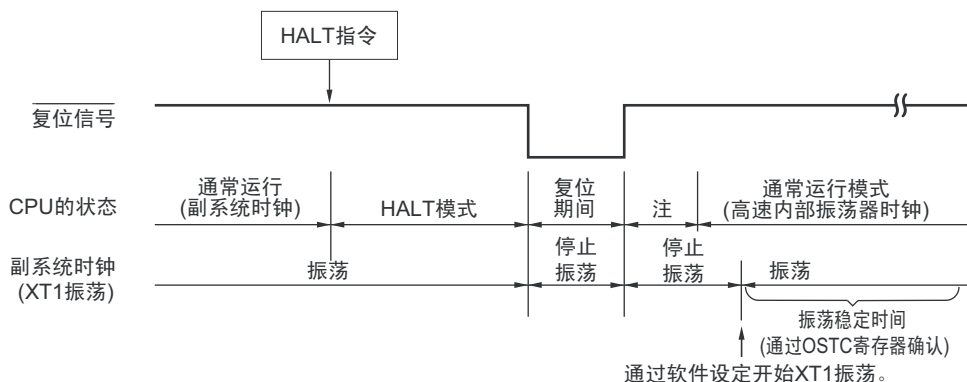 HALT指令
复位信号
CPU的状态
通常运行
(副系统时钟)
HALT模式
复位
期间
注
通常运行模式
(高速内部振荡器时钟)
副系统时钟
(XT1振荡)
振荡
停止
振荡
停止
振荡
振荡
振荡稳定时间
(通过OSTC寄存器确认)
通过软件设定开始XT1振荡。